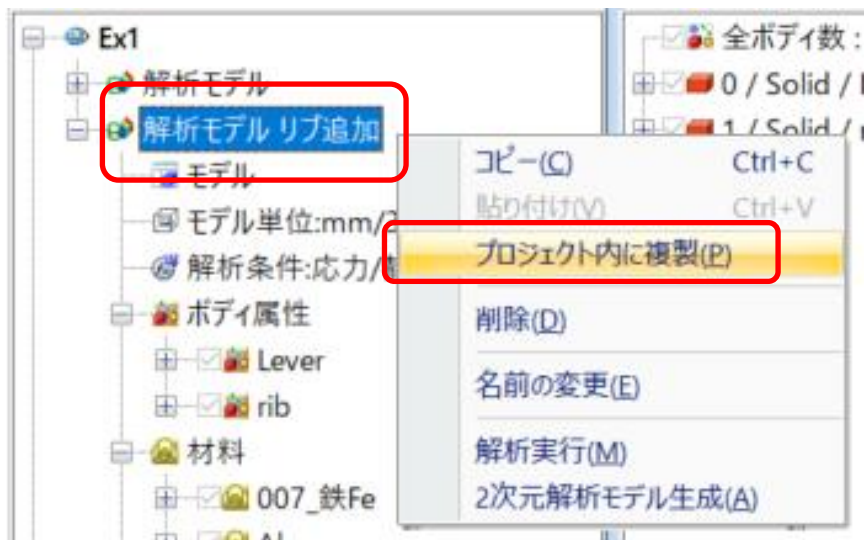 Ex1
解析モデル
解析モデル リブ追加
モデル
モデル単位:mm/
解析条件:応力/
ボディ属性
Lever
rib
材料
007_鉄Fe
Al
全ボディ数 :
0 / Solid /
1 / Solid /
コピー(C) Ctrl+C
貼り付け(V) Ctrl+V
プロジェクト内に複製(P)
削除(D)
名前の変更(E)
解析実行(M)
2次元解析モデル生成(A)